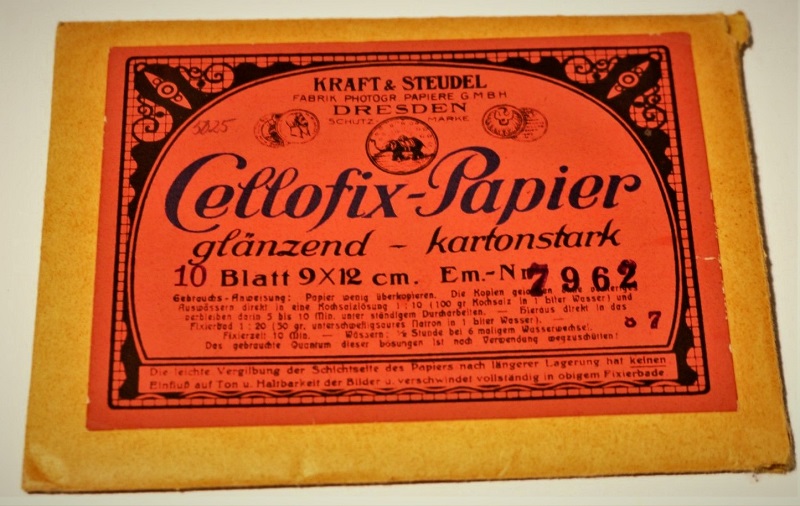 KRAFT & STEUDEL
FABRIK PHOTOGR. PAPIERE G.M.B.H
DRESDEN
SCHUTZ MARKE
5025
Cellofix-Papier
glänzend - kartonstark
10 Blatt 9X12 cm. Em.-Nr. 7962
Gebrauchs-Anweisung: Papier wenig überkopieren. Die Kopien
Auswässern direkt in eine Kochsalzlösung 1:10 (100 gr Kochsalz in 1 liter Wasser) und
verbleiben darin 5 bis 10 Min. unter ständigem Durcharbeiten. — Hieraus direkt in das
Fixierbad 1:20 (50 gr. unterschwefligsaures Natron in 1 liter Wasser). —
Fixierzeit 10 Min. — Wässern: ½ Stunde bei 6 maligem Wasserwechsel. 87
Das gebrauchte Quantum dieser Lösungen ist nach Verwendung wegzuschütten!
Die leichte Vergilbung der Schichtseite des Papiers nach längerer Lagerung hat keinen
Einfluß auf Ton u. Haltbarkeit der Bilder u. verschwindet vollständig in obigem Fixierbade